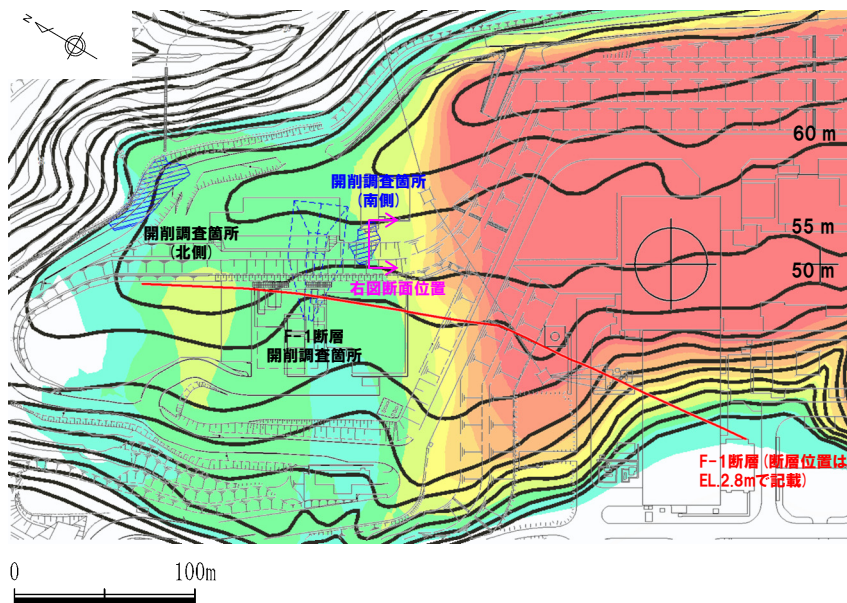 N
60 m
開削調査箇所
(南側)
開削調査箇所
(北側)
55 m
50 m
右図断面位置
F-1断層
開削調査箇所
F-1断層(断層位置は
EL.2.8mで記載)
0 100m